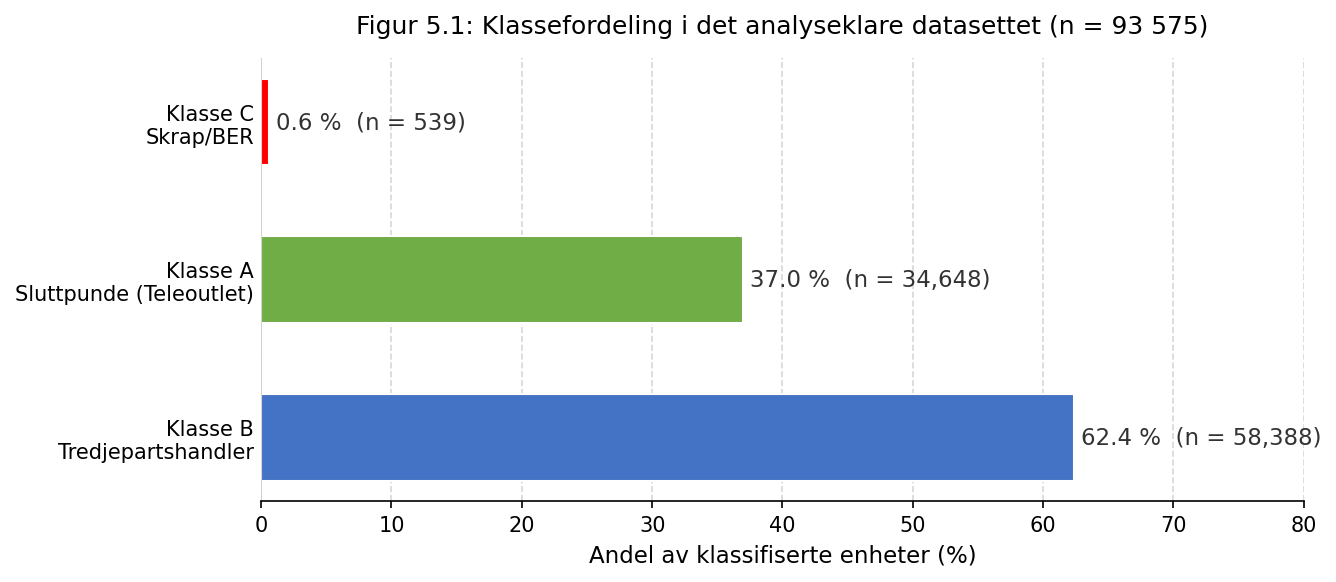 Figur 5.1: Klassefordeling i det analyseklare datasettet (n = 93 575)
Klasse C
Skrap/BER
0.6 %  (n = 539)
Klasse A
Sluttpunde (Teleoutlet)
37.0 %  (n = 34,648)
Klasse B
Tredjepartshandler
62.4 %  (n = 58,388)
0 10 20 30 40 50 60 70 80
Andel av klassifiserte enheter (%)